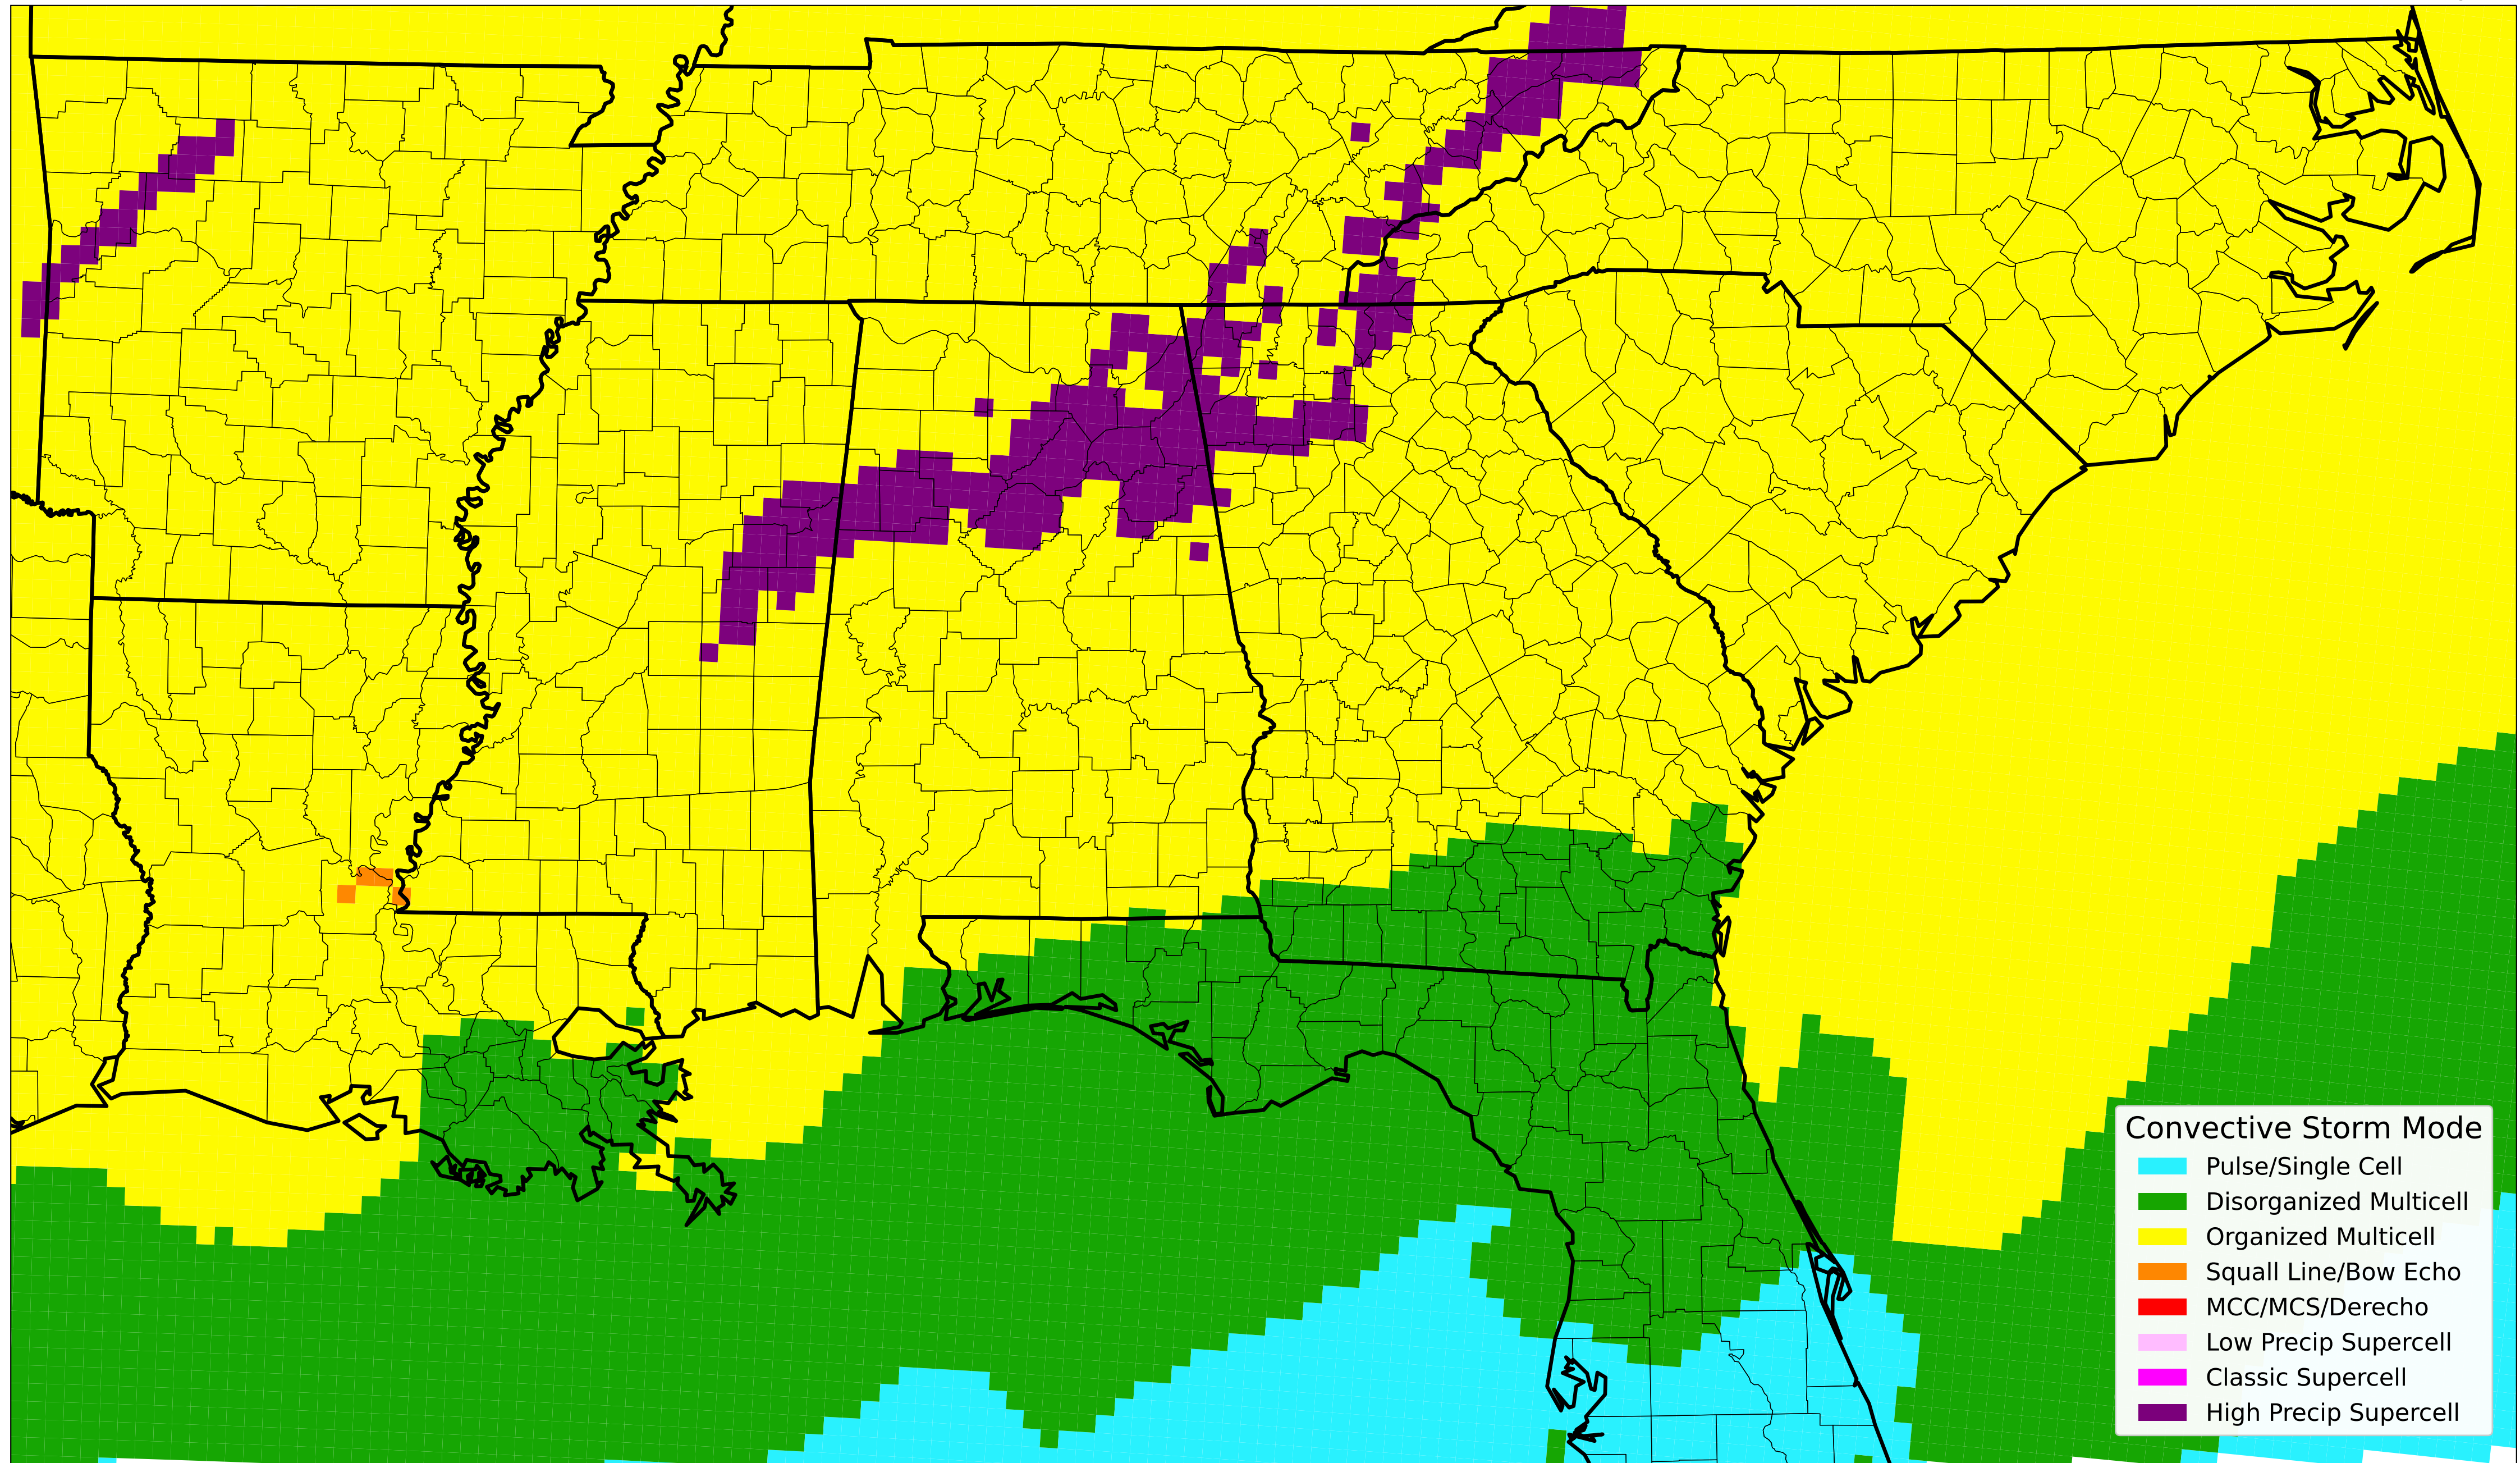 Convective Storm Mode
Pulse/Single Cell
Disorganized Multicell
Organized Multicell
Squall Line/Bow Echo
MCC/MCS/Derecho
Low Precip Supercell
Classic Supercell
High Precip Supercell